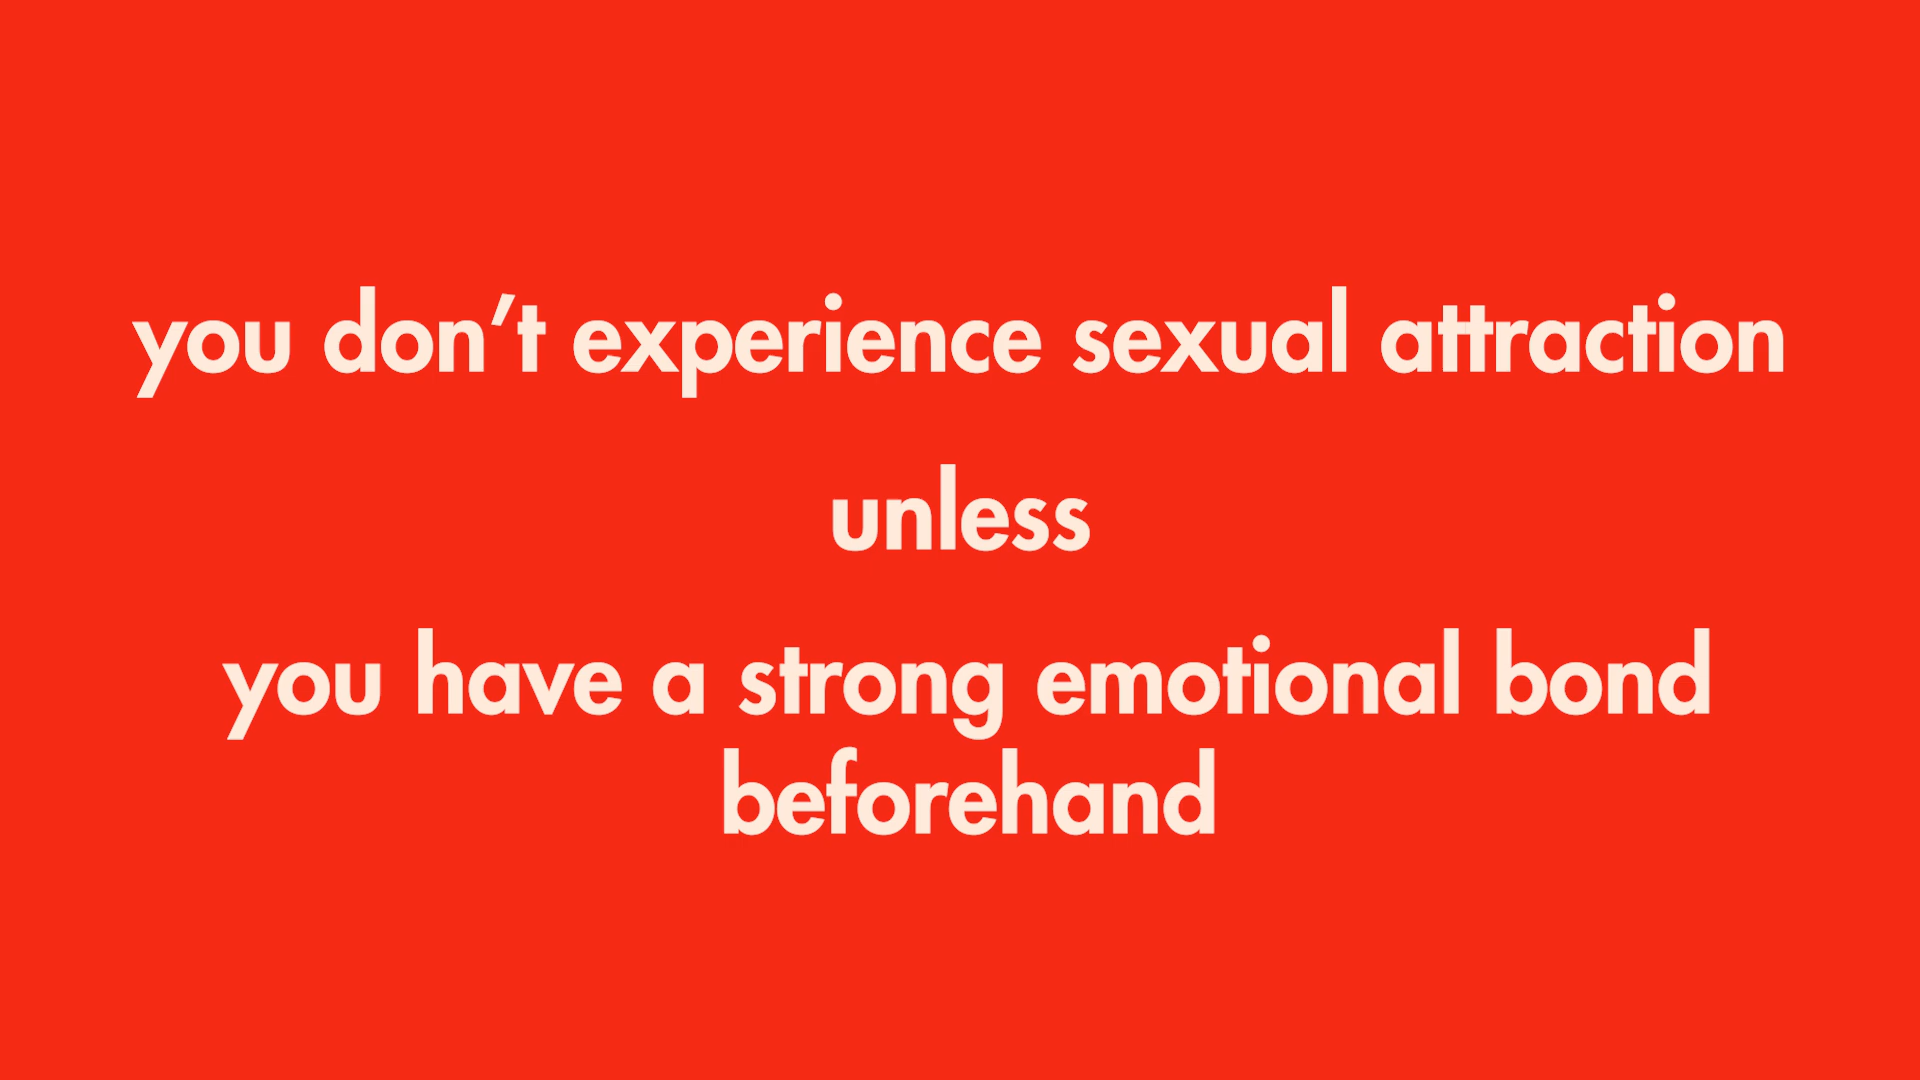 you don’t experience sexual attraction
unless
you have a strong emotional bond
beforehand